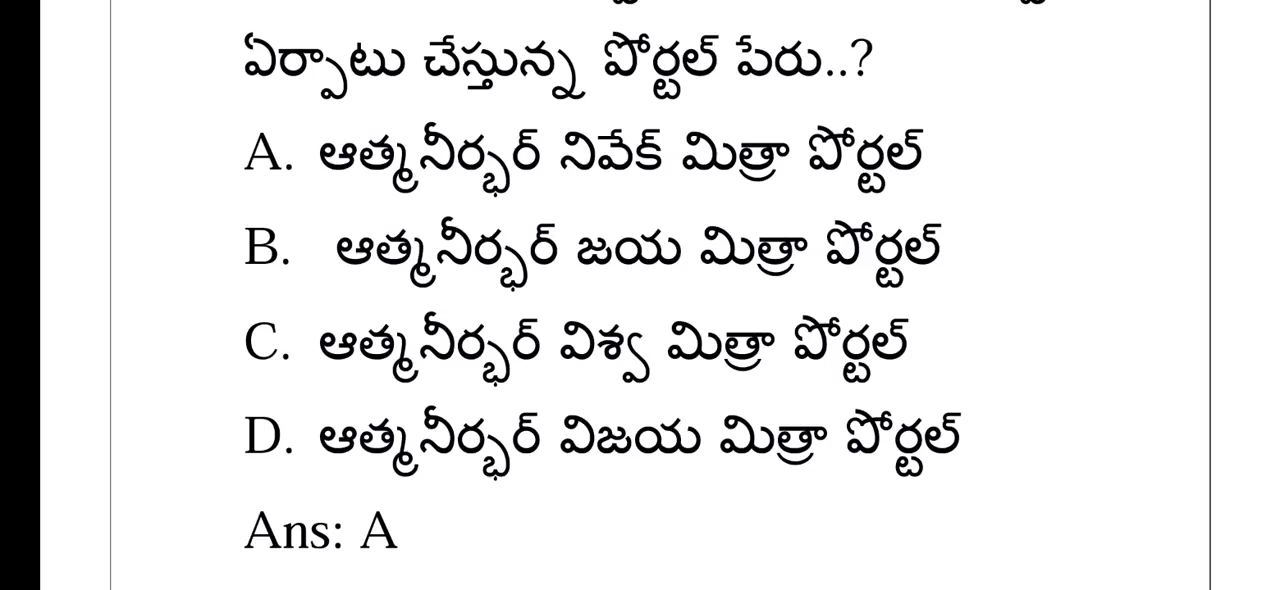 ఏర్పాటు చేస్తున్న పోర్టల్ పేరు..?
A. ఆత్మనీర్భర్ నివేక్ మిత్రా పోర్టల్
B. ఆత్మనీర్భర్ జయ మిత్రా పోర్టల్
C. ఆత్మనీర్భర్ విశ్వ మిత్రా పోర్టల్
D. ఆత్మనీర్భర్ విజయ మిత్రా పోర్టల్
Ans: A